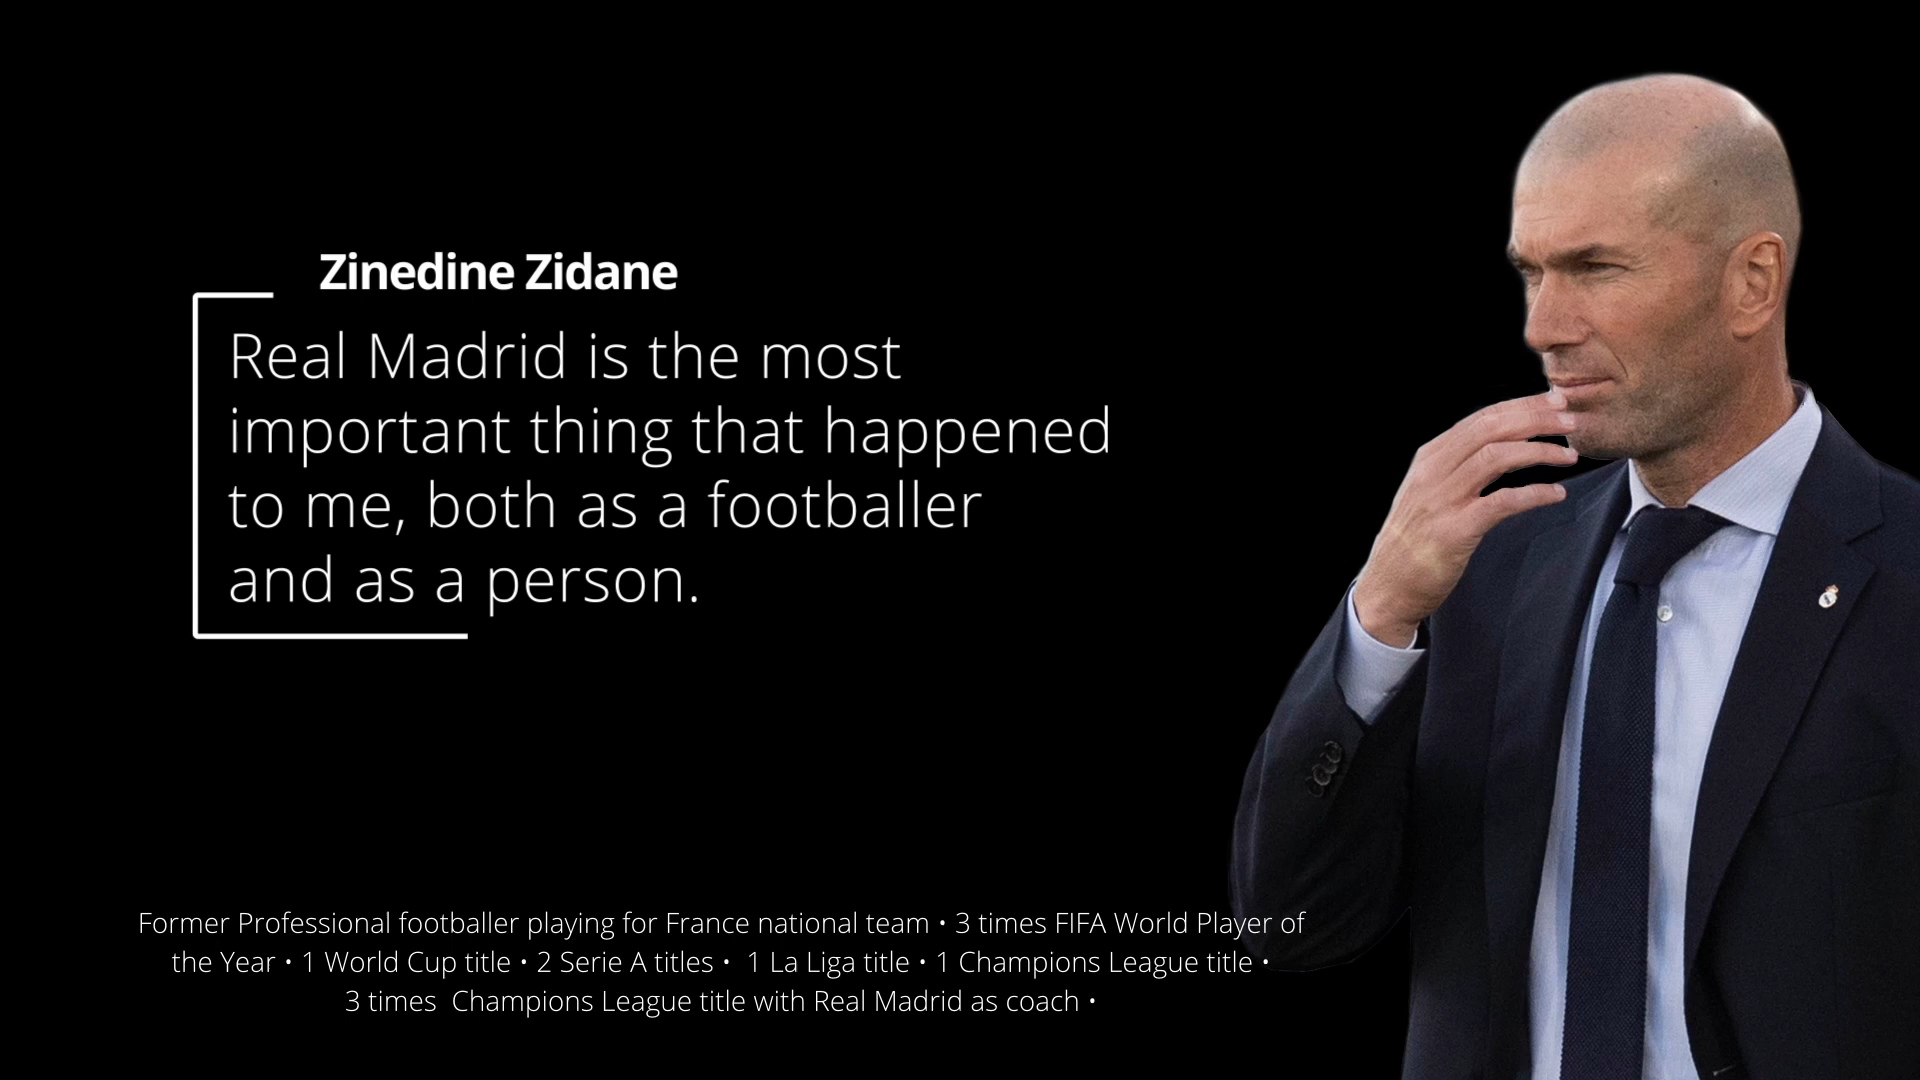 Zinedine Zidane
Real Madrid is the most
important thing that happened
to me, both as a footballer
and as a person.
Former Professional footballer playing for France national team • 3 times FIFA World Player of
the Year • 1 World Cup title • 2 Serie A titles •  1 La Liga title • 1 Champions League title •
3 times  Champions League title with Real Madrid as coach •